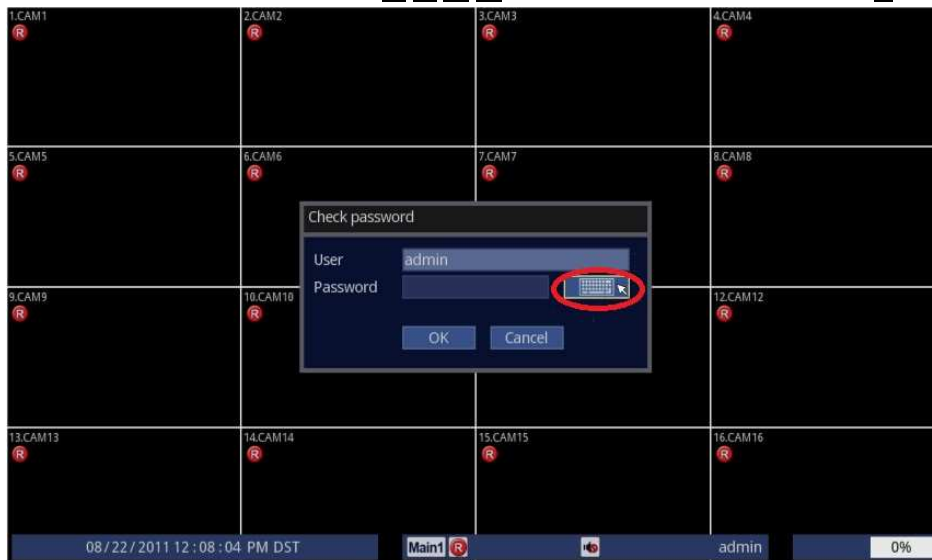 1.CAM1 2.CAM2 3.CAM3 4.CAM4
R R R R
5.CAM5 6.CAM6 7.CAM7 8.CAM8
R R R R
Check password
User admin
Password
9.CAM9 10.CAM10 12.CAM12
R R R
OK Cancel
13.CAM13 14.CAM14 15.CAM15 16.CAM16
R R R R
08/22/2011 12:08:04 PM DST Main1 R admin 0%